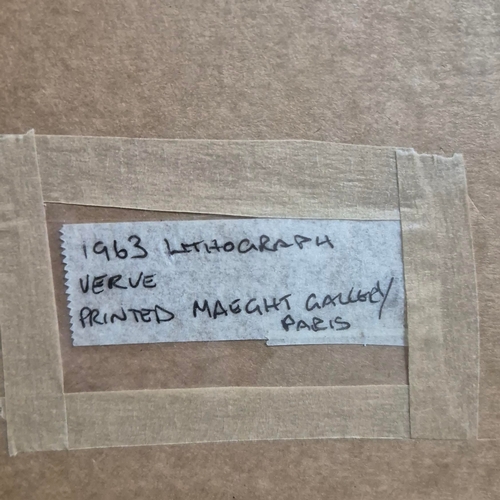 1963 LITHOGRAPH
VERVE
PRINTED MAEGHT GALLERY
PARIS